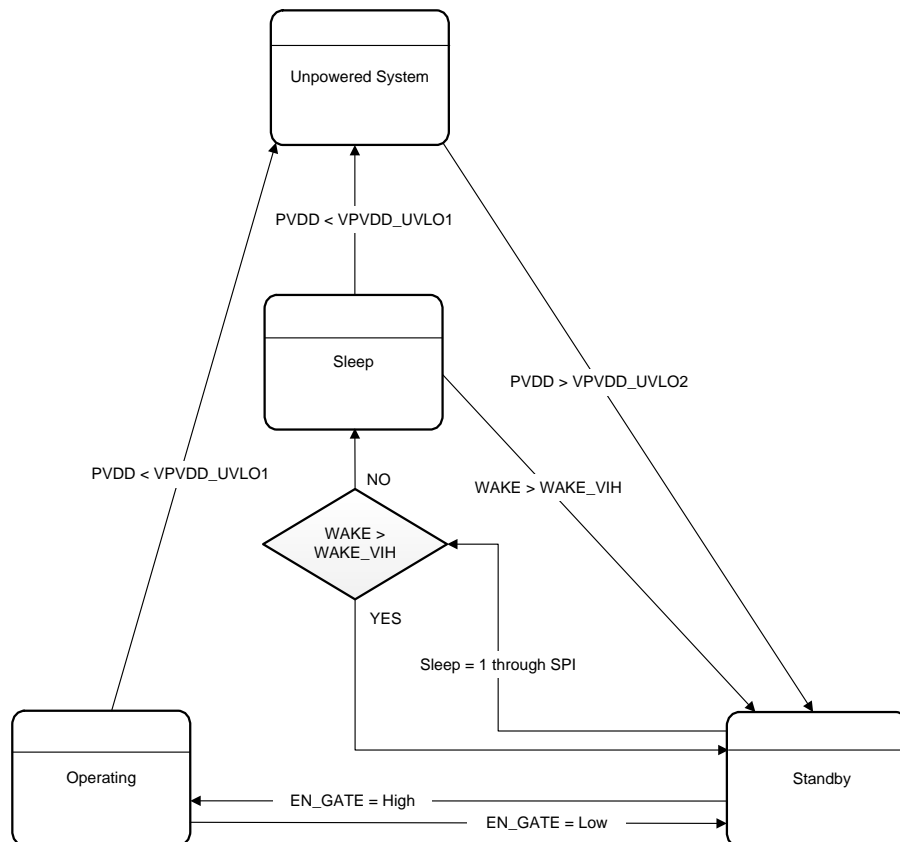 Unpowered System
PVDD < VPVDD_UVLO1
Sleep
PVDD > VPVDD_UVLO2
PVDD < VPVDD_UVLO1
NO
WAKE > WAKE_VIH
WAKE >
WAKE_VIH
YES
Sleep = 1 through SPI
Operating
Standby
EN_GATE = High
EN_GATE = Low